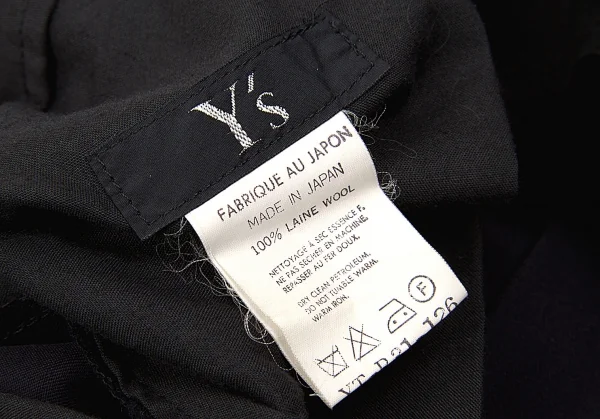 Y's
FABRIQUE AU JAPON
MADE IN JAPAN
100% LAINE WOOL
NETTOYAGE À SEC ESSENCE F.
NE PAS SECHER EN MACHINE.
REPASSER AU FER DOUX.
DRY CLEAN PETROLEUM.
DO NOT TUMBLE WARM.
WARM IRON.
F